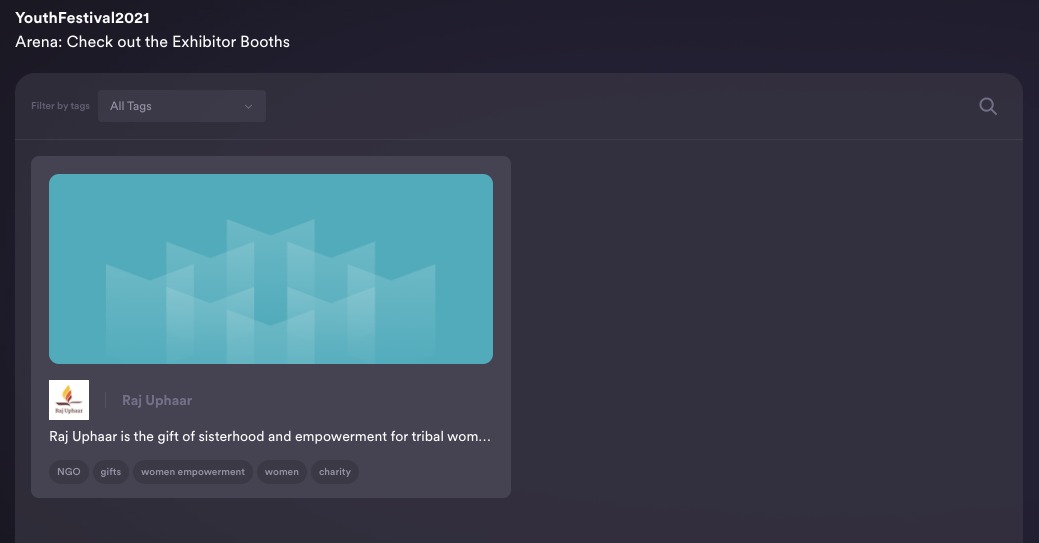 YouthFestival2021
Arena: Check out the Exhibitor Booths
Filter by tags
All Tags
Raj Uphaar
Raj Uphaar
Raj Uphaar is the gift of sisterhood and empowerment for tribal wom...
NGO
gifts
women empowerment
women
charity